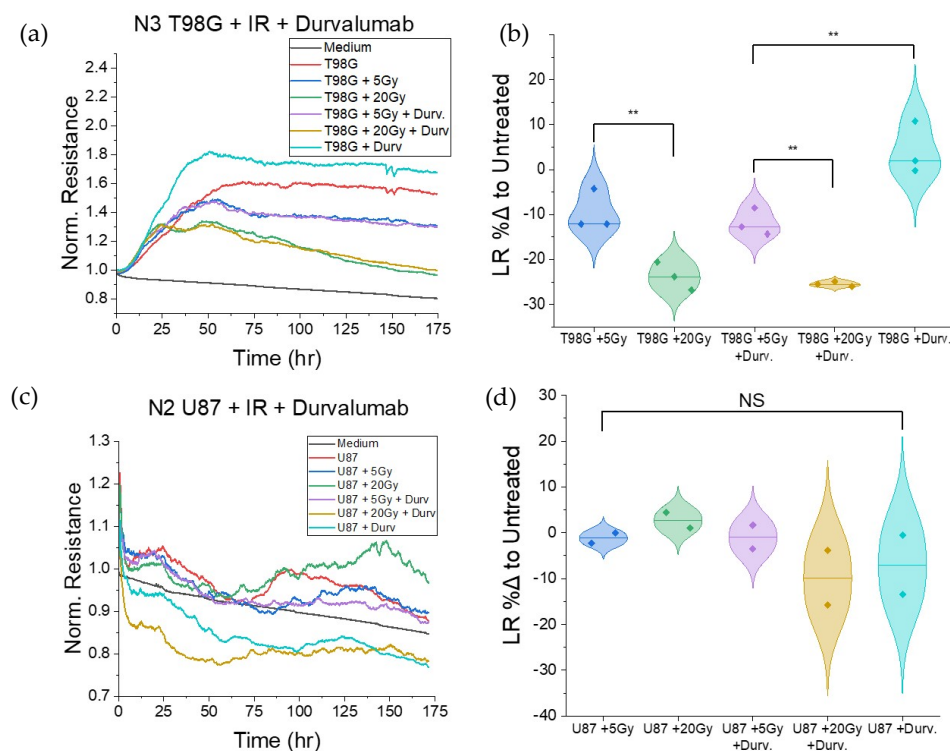 (a)
N3 T98G + IR + Durvalumab
Medium
T98G
T98G + 5Gy
T98G + 20Gy
T98G + 5Gy + Durv.
T98G + 20Gy + Durv
T98G + Durv
Norm. Resistance
2.4
2.2
2.0
1.8
1.6
1.4
1.2
1.0
0.8
0
25
50
75
100
125
150
175
Time (hr)
(b)
LR %Δ to Untreated
20
10
0
-10
-20
-30
**
**
**
T98G +5Gy
T98G +20Gy
T98G +5Gy
+Durv.
T98G +20Gy
+Durv.
T98G +Durv.
(c)
N2 U87 + IR + Durvalumab
Medium
U87
U87 + 5Gy
U87 + 20Gy
U87 + 5Gy + Durv
U87 + 20Gy + Durv
U87 + Durv
Norm. Resistance
1.3
1.2
1.1
1.0
0.9
0.8
0.7
0
25
50
75
100
125
150
175
Time (hr)
(d)
LR %Δ to Untreated
30
20
10
0
-10
-20
-30
-40
NS
U87 +5Gy
U87 +20Gy
U87 +5Gy
+Durv.
U87 +20Gy
+Durv.
U87 +Durv.